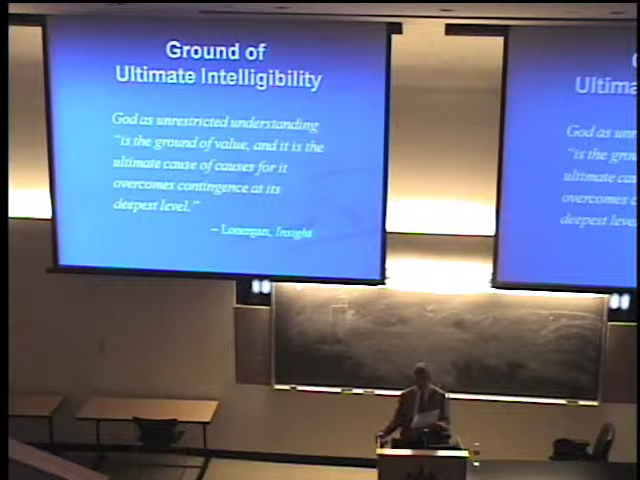 Ground of
Ultimate Intelligibility
God as unrestricted understanding
"is the ground of value, and it is the
ultimate cause of causes for it
overcomes contingence at its
deepest level."
– Lonergan, Insight
Ultima
God as unr
"is the grou
ultimate cau
overcomes c
deepest leve